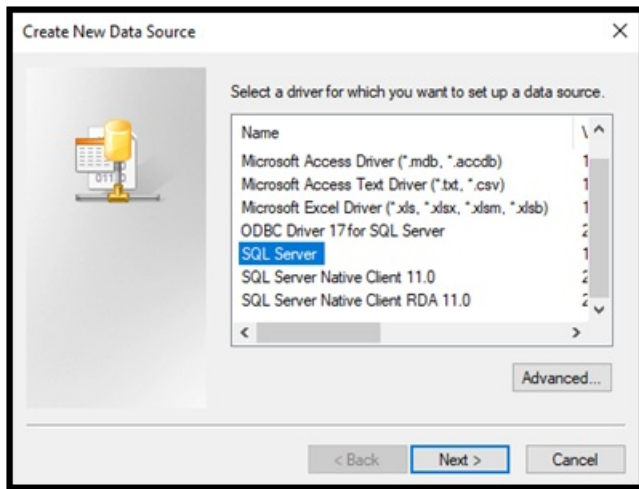 Create New Data Source
Select a driver for which you want to set up a data source.
Name
Microsoft Access Driver (*.mdb, *.accdb)
Microsoft Access Text Driver (*.txt, *.csv)
Microsoft Excel Driver (*.xls, *.xlsx, *.xlsm, *.xlsb)
ODBC Driver 17 for SQL Server
SQL Server
SQL Server Native Client 11.0
SQL Server Native Client RDA 11.0
Advanced...
< Back Next > Cancel